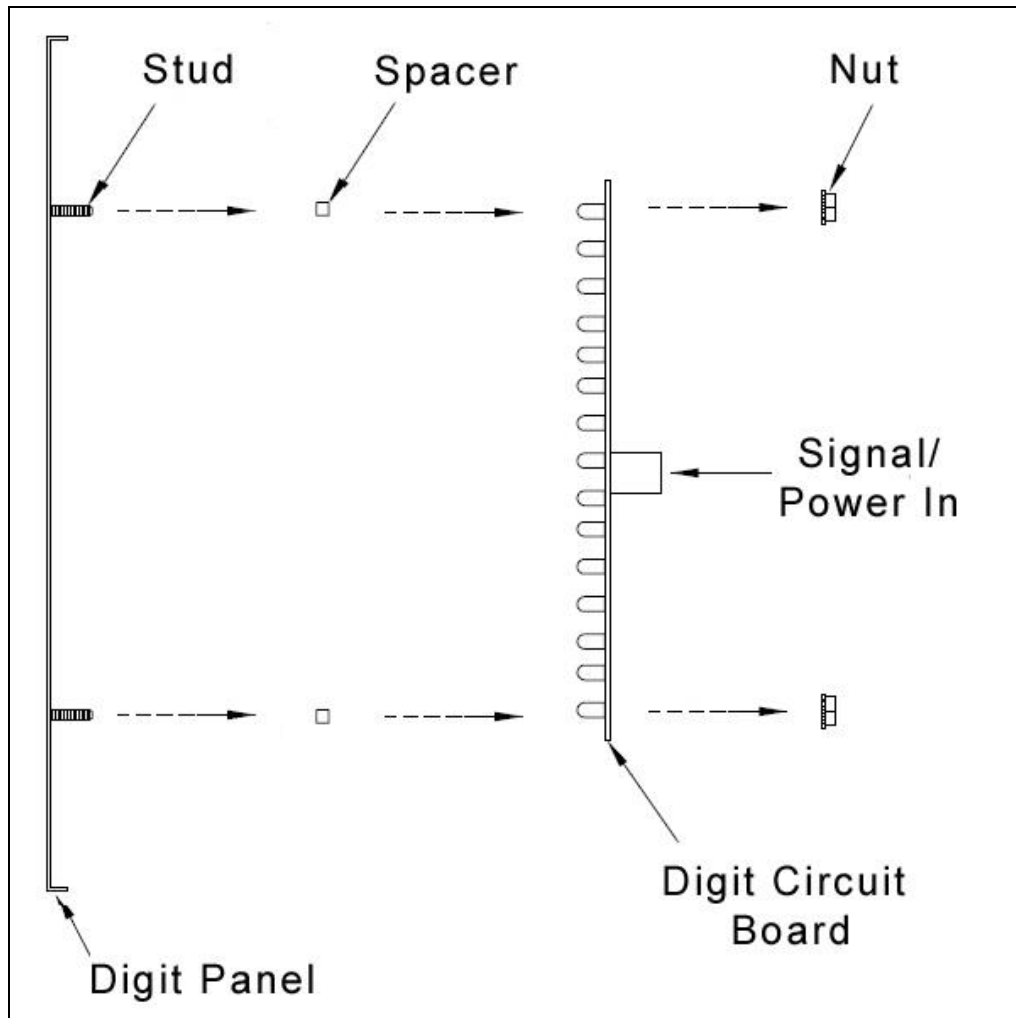 Stud
Spacer
Nut
Signal/
Power In
Digit Circuit
Board
Digit Panel